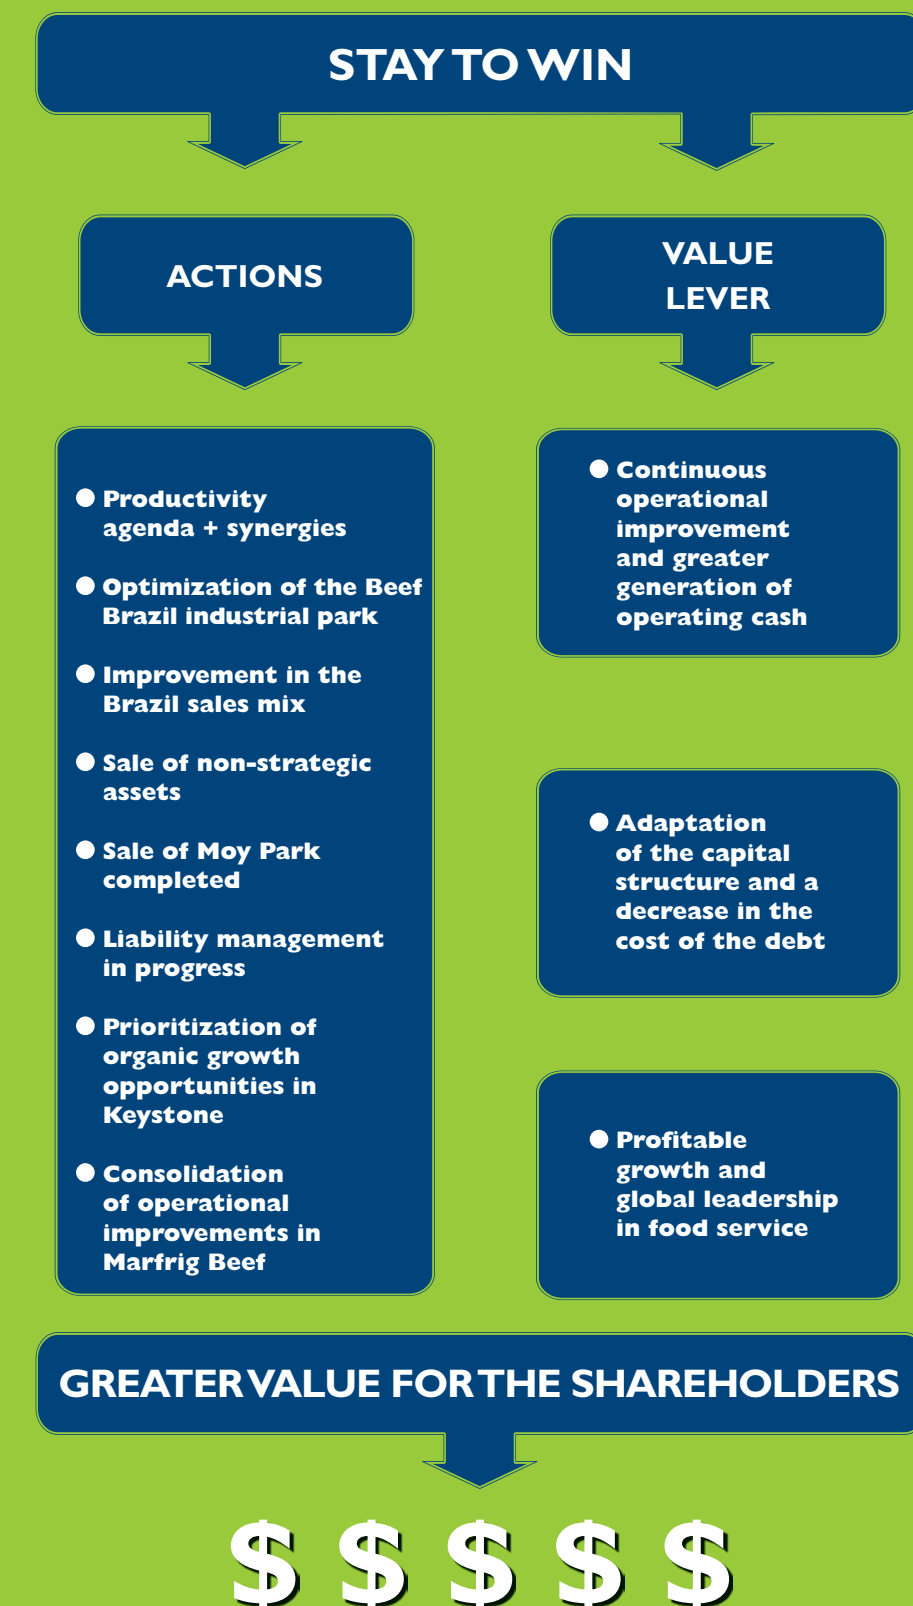 STAY TO WIN
ACTIONS
VALUE
LEVER
● Productivity
agenda + synergies
● Optimization of the Beef
Brazil industrial park
● Improvement in the
Brazil sales mix
● Sale of non-strategic
assets
● Sale of Moy Park
completed
● Liability management
in progress
● Prioritization of
organic growth
opportunities in
Keystone
● Consolidation
of operational
improvements in
Marfrig Beef
● Continuous
operational
improvement
and greater
generation of
operating cash
● Adaptation
of the capital
structure and a
decrease in the
cost of the debt
● Profitable
growth and
global leadership
in food service
GREATER VALUE FOR THE SHAREHOLDERS
$ $ $ $ $